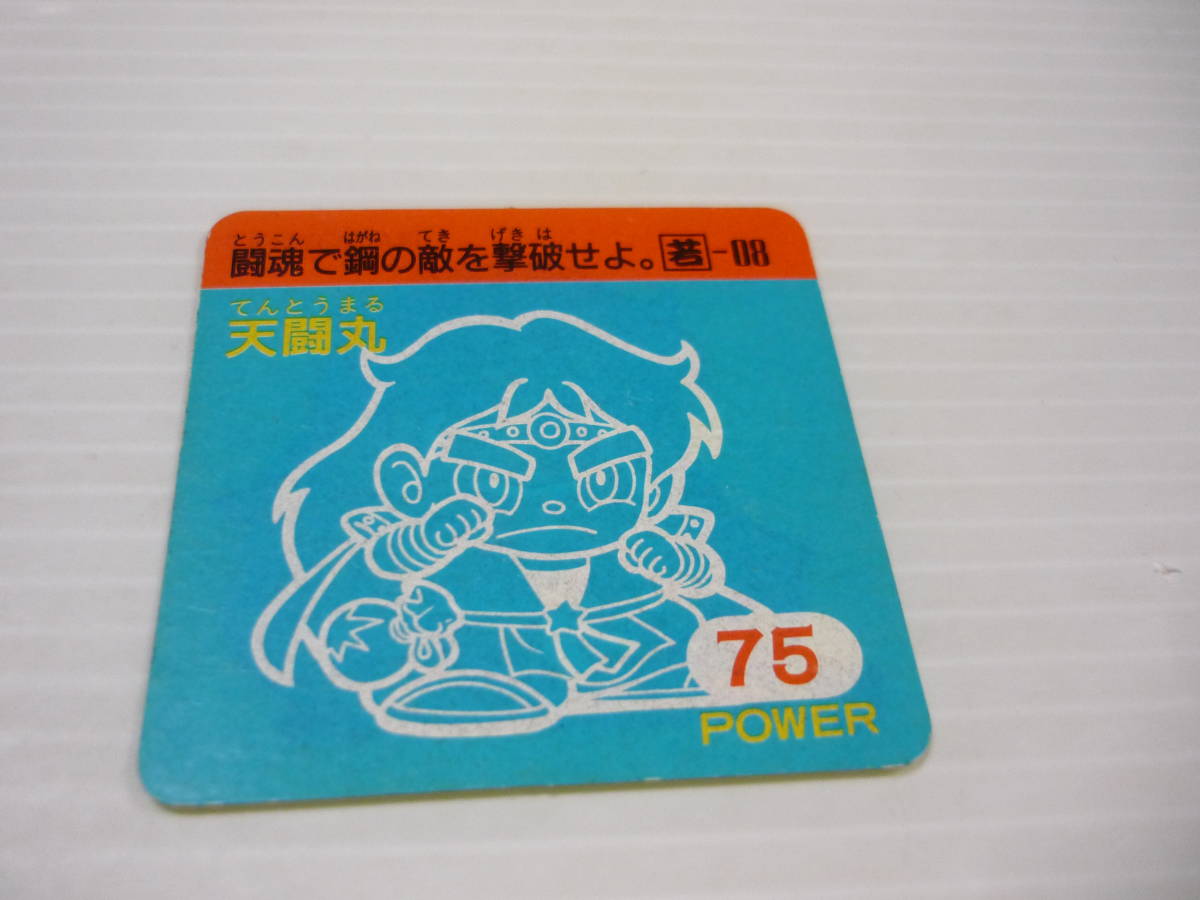 とうこん はがね てき げきは
闘魂で鋼の敵を撃破せよ。若-08
てんとうまる
天闘丸
75
POWER